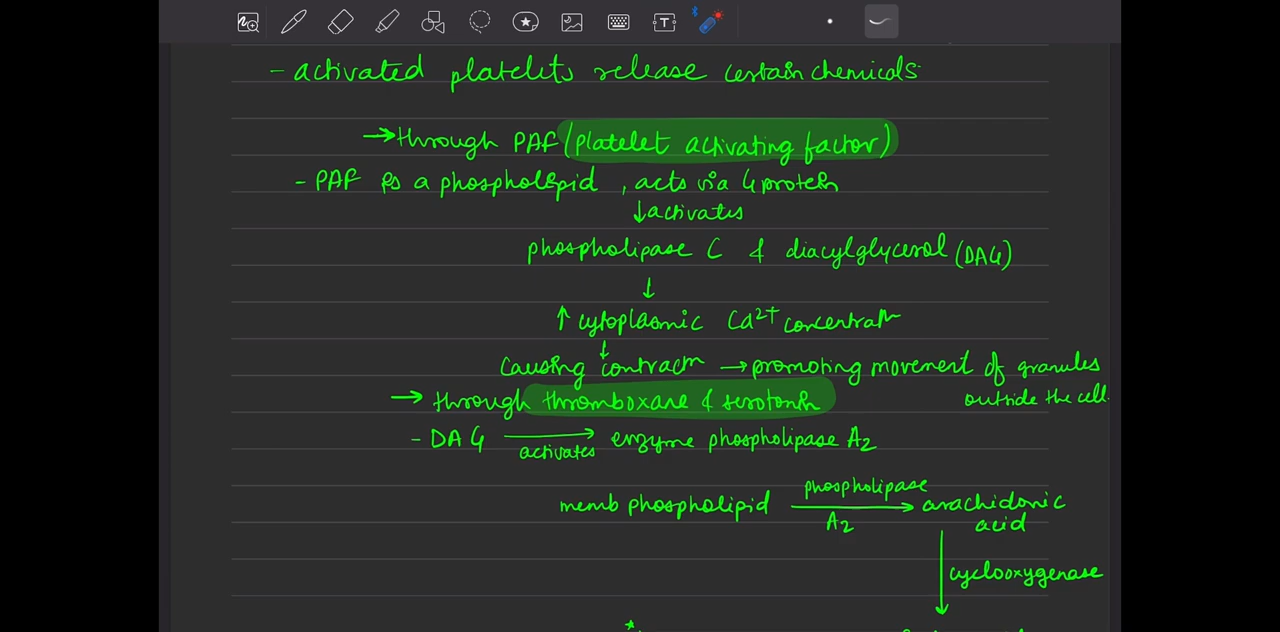 - activated platelets release certain chemicals
→ through PAF (platelet activating factor)
- PAF is a phospholipid, acts via G protein
↓ activates
phospholipase C & diacylglycerol (DAG)
↓
↑ cytoplasmic Ca2+ concentratn
↓
causing contractn → promoting movement of granules
outside the cell.
→ through thromboxane & serotonin
- DAG → activates enzyme phospholipase A2
memb phospholipid → phospholipase A2 arachidonic acid
↓ cyclooxygenase
*